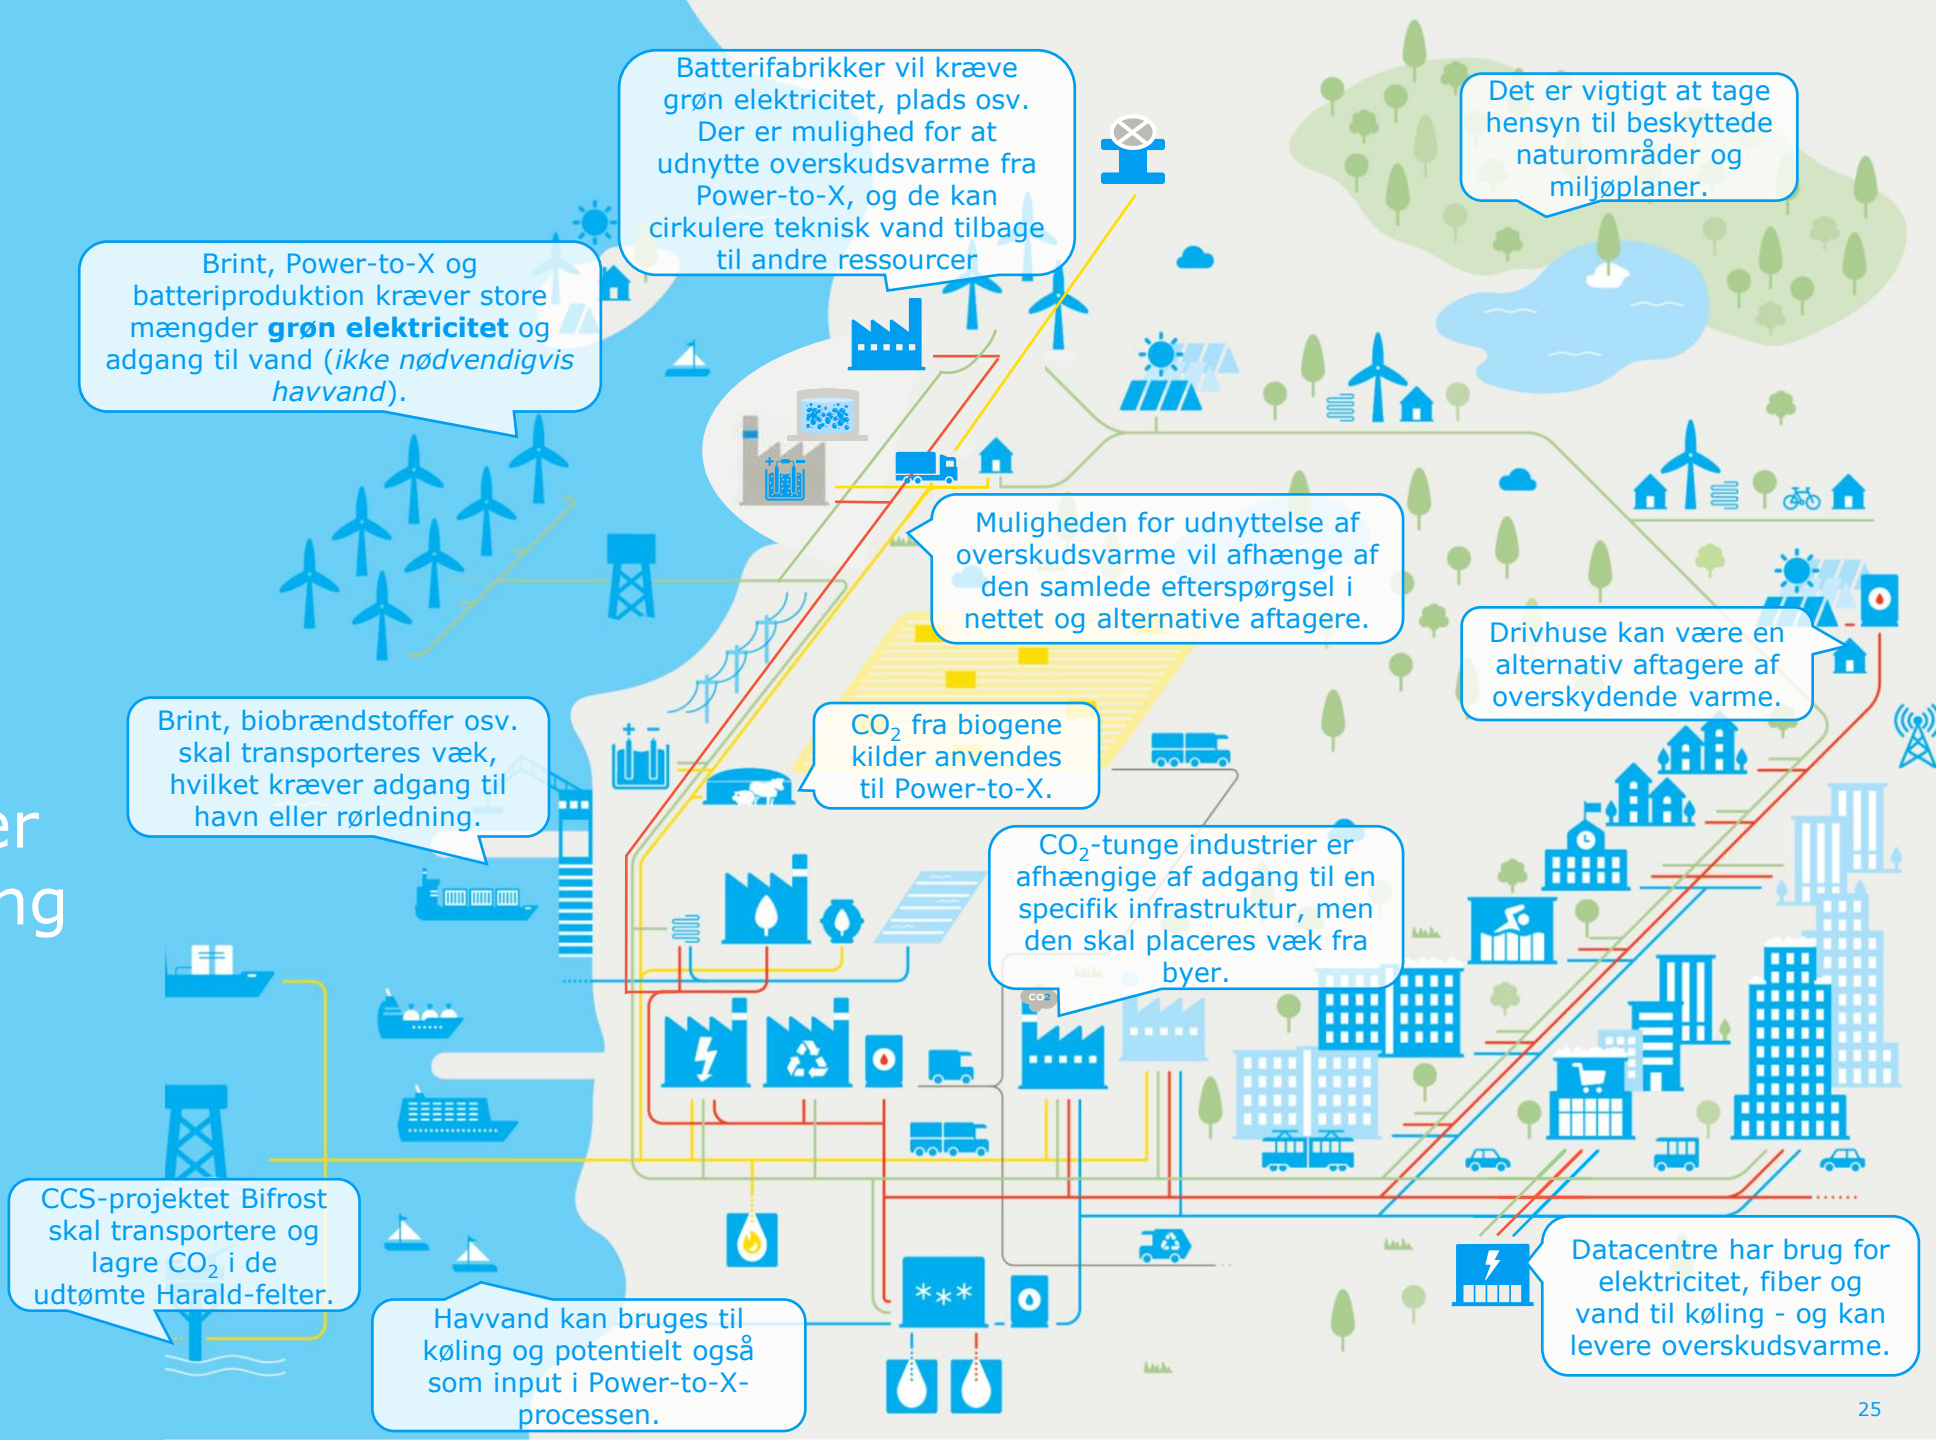 Batterifabrikker vil kræve
grøn elektricitet, plads osv.
Der er mulighed for at
udnytte overskudsvarme fra
Power-to-X, og de kan
cirkulere teknisk vand tilbage
til andre ressourcer
Det er vigtigt at tage
hensyn til beskyttede
naturområder og
miljøplaner.
Brint, Power-to-X og
batteriproduktion kræver store
mængder grøn elektricitet og
adgang til vand (ikke nødvendigvis
havvand).
Muligheden for udnyttelse af
overskudsvarme vil afhænge af
den samlede efterspørgsel i
nettet og alternative aftagere.
Drivhuse kan være en
alternativ aftagere af
overskydende varme.
Brint, biobrændstoffer osv.
skal transporteres væk,
hvilket kræver adgang til
havn eller rørledning.
CO₂ fra biogene
kilder anvendes
til Power-to-X.
er
ng
CO₂-tunge industrier er
afhængige af adgang til en
specifik infrastruktur, men
den skal placeres væk fra
byer.
CO2
CCS-projektet Bifrost
skal transportere og
lagre CO₂ i de
udtømte Harald-felter.
Havvand kan bruges til
køling og potentielt også
som input i Power-to-X-
processen.
Datacentre har brug for
elektricitet, fiber og
vand til køling - og kan
levere overskudsvarme.
25